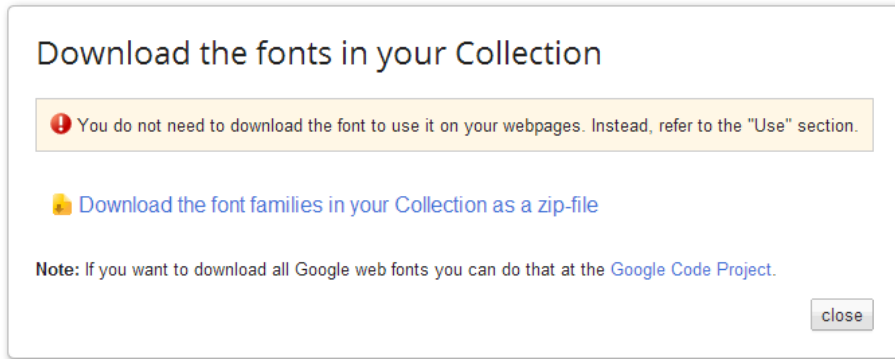 Download the fonts in your Collection
You do not need to download the font to use it on your webpages. Instead, refer to the "Use" section.
Download the font families in your Collection as a zip-file
Note: If you want to download all Google web fonts you can do that at the Google Code Project.
close